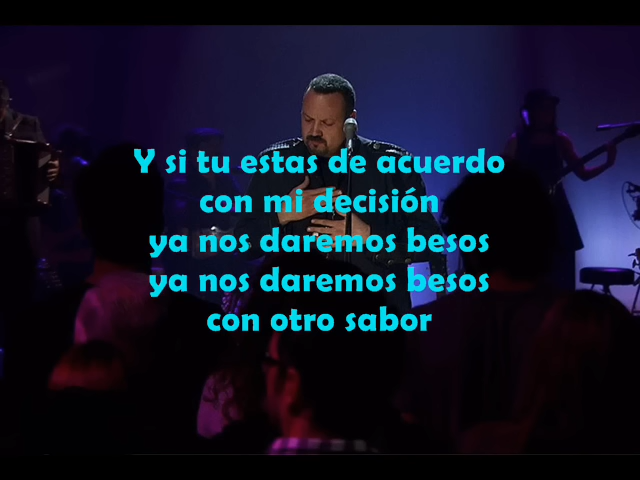 Y si tu estas de acuerdo
con mi decisión
ya nos daremos besos
ya nos daremos besos
con otro sabor